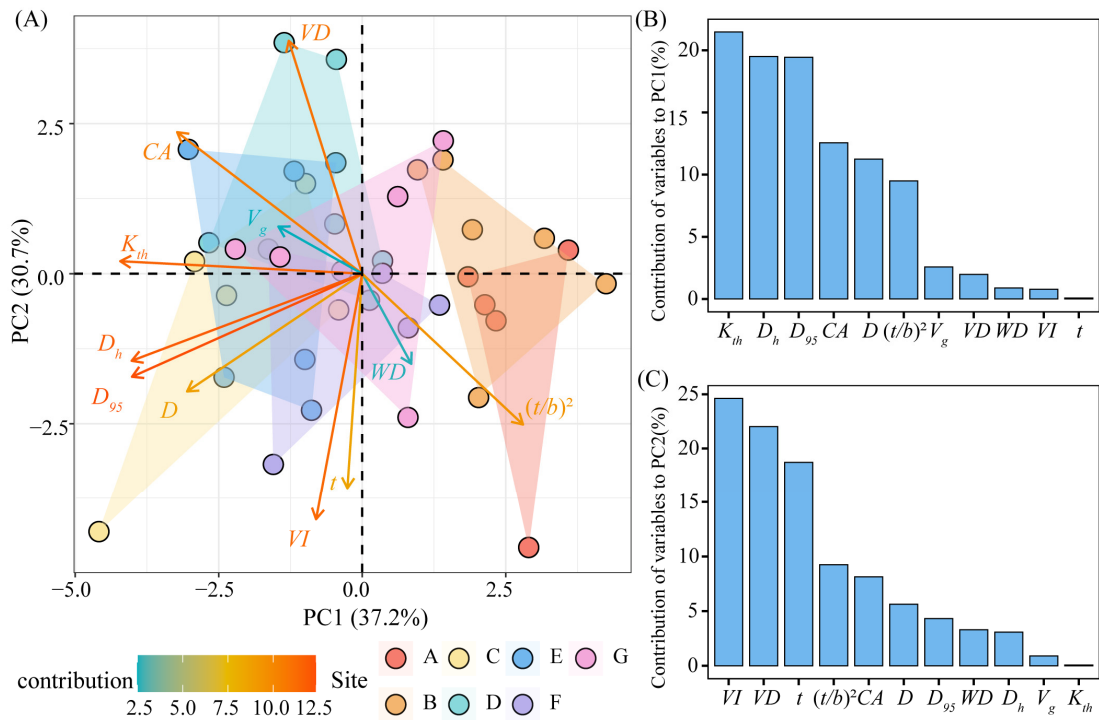 (A)
PC2 (30.7%)
2.5
0.0
−2.5
−5.0
−2.5
0.0
2.5
PC1 (37.2%)
VD
CA
V_g
K_th
D_h
D_95
D
WD
(t/b)²
t
VI
contribution
2.5 5.0 7.5 10.0 12.5
Site
A C E G
B D F
(B)
Contribution of variables to PC1(%)
20
15
10
5
0
K_th D_h D_95 CA D (t/b)² V_g VD WD VI t
(C)
Contribution of variables to PC2(%)
25
20
15
10
5
0
VI VD t (t/b)² CA D D_95 WD D_h V_g K_th